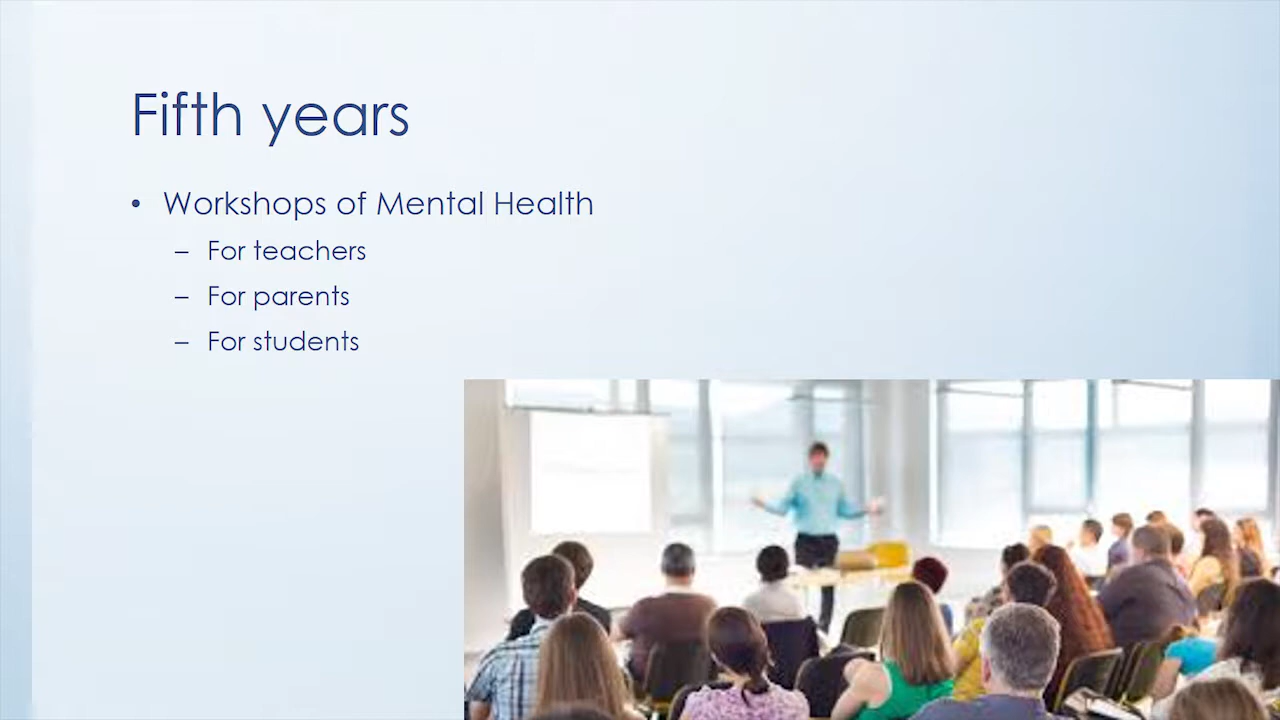 Fifth years
• Workshops of Mental Health
– For teachers
– For parents
– For students